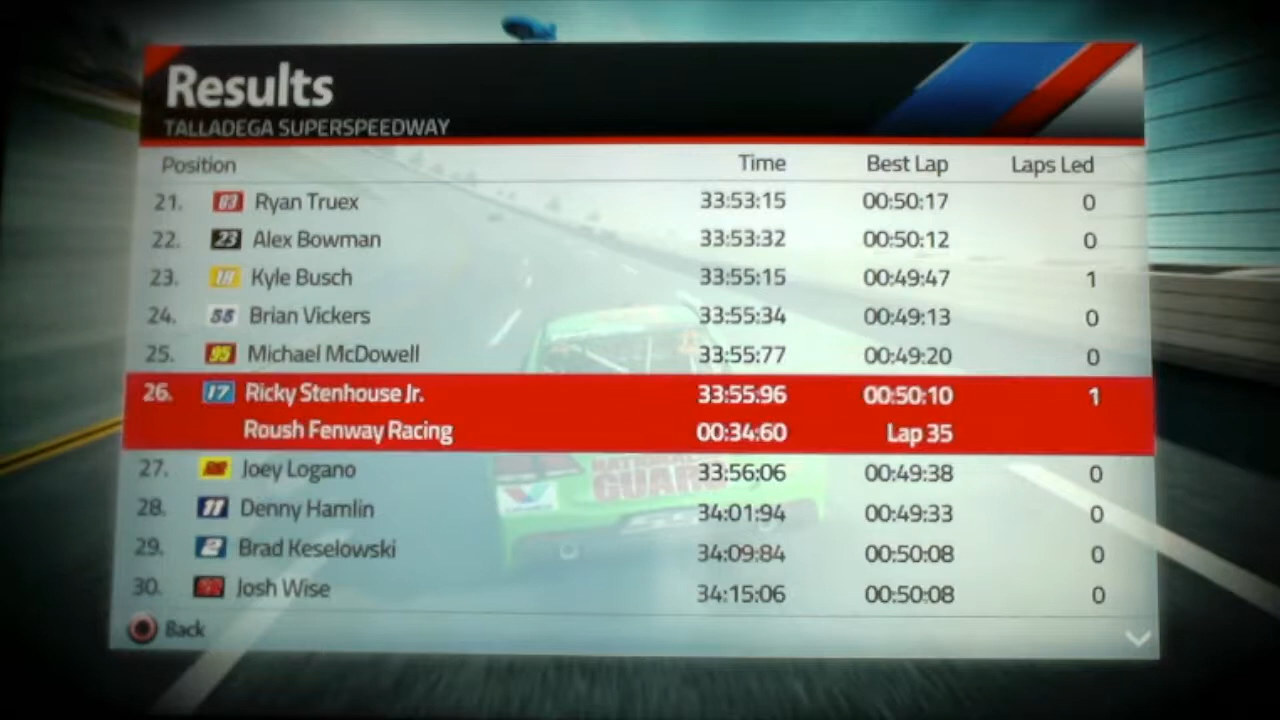 Results
TALLADEGA SUPERSPEEDWAY
Position Time Best Lap Laps Led
21. 83 Ryan Truex 33:53:15 00:50:17 0
22. 23 Alex Bowman 33:53:32 00:50:12 0
23. 18 Kyle Busch 33:55:15 00:49:47 1
24. 55 Brian Vickers 33:55:34 00:49:13 0
25. 95 Michael McDowell 33:55:77 00:49:20 0
26. 17 Ricky Stenhouse Jr. 33:55:96 00:50:10 1
Roush Fenway Racing 00:34:60 Lap 35
27. Joey Logano 33:56:06 00:49:38 0
28. 11 Denny Hamlin 34:01:94 00:49:33 0
29. 2 Brad Keselowski 34:09:84 00:50:08 0
30. Josh Wise 34:15:06 00:50:08 0
GUARD
Back